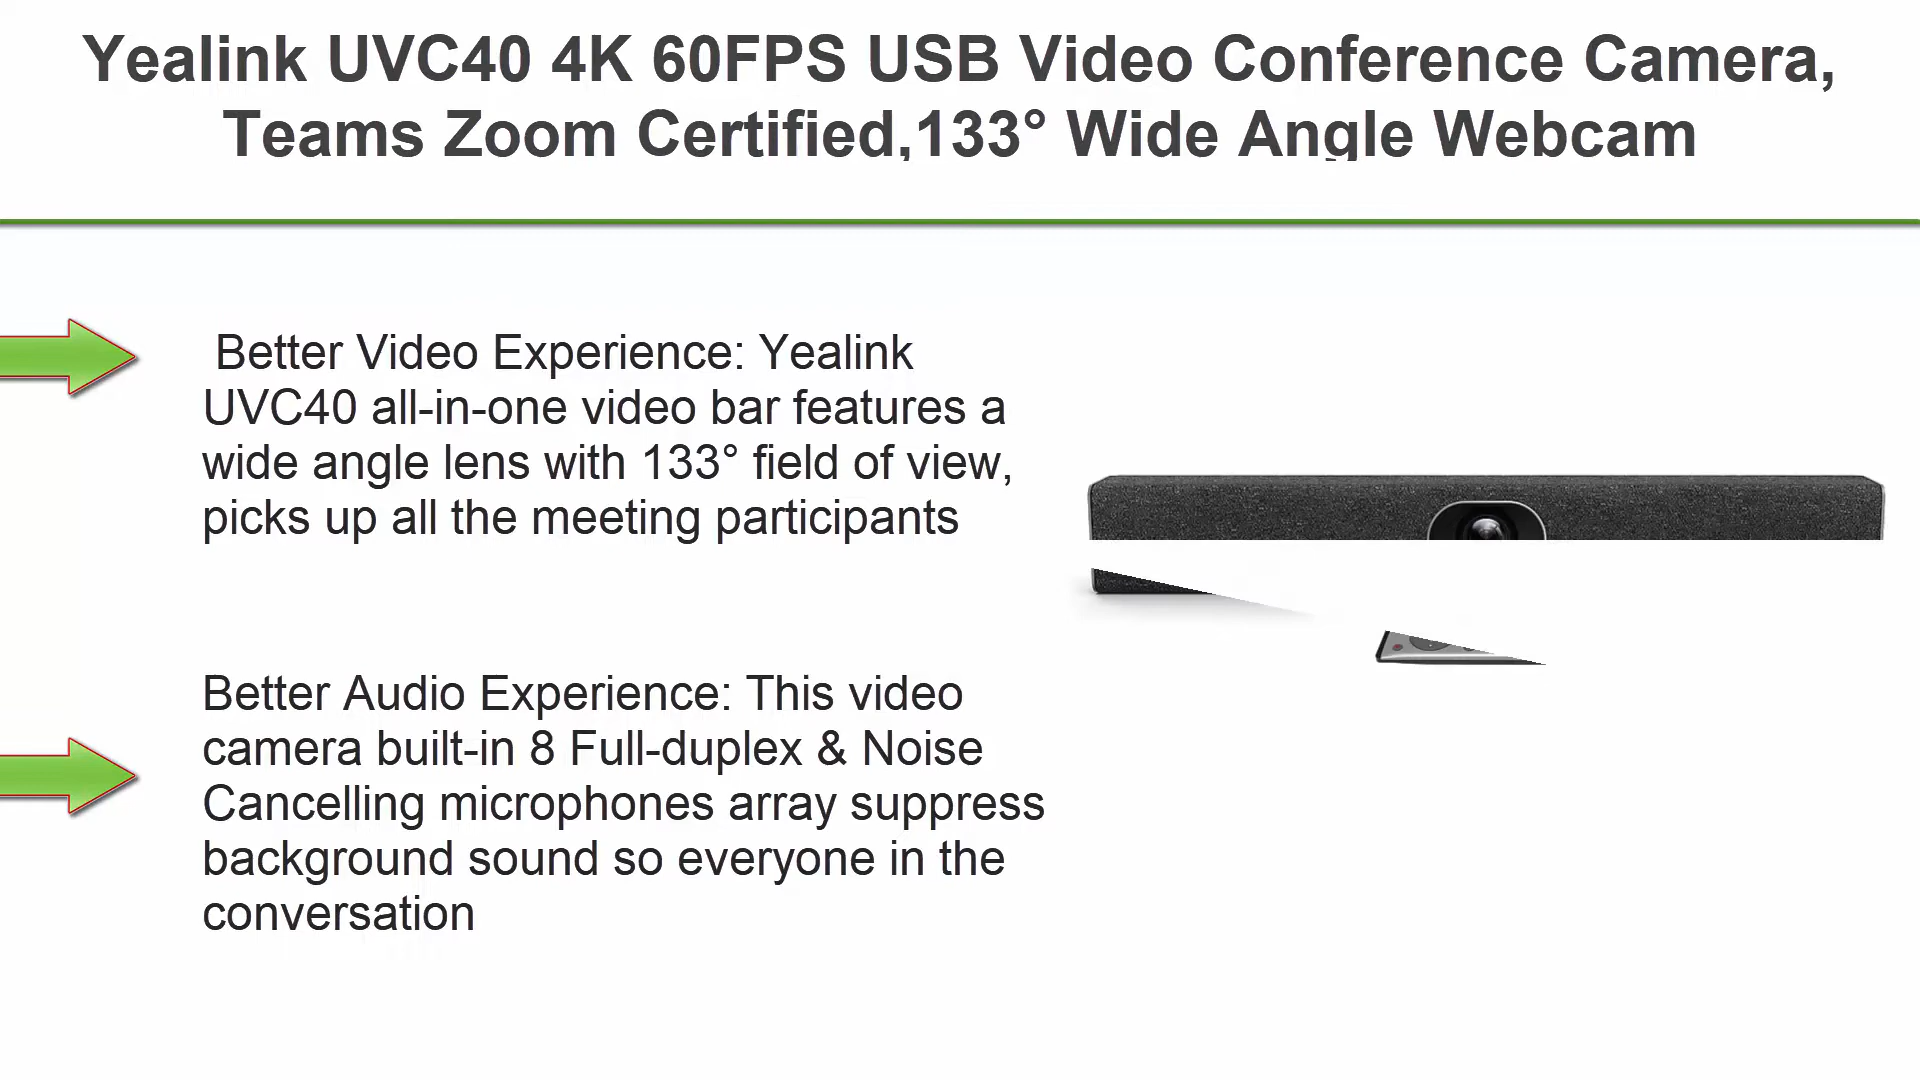 Yealink UVC40 4K 60FPS USB Video Conference Camera,
Teams Zoom Certified,133° Wide Angle Webcam
Better Video Experience: Yealink
UVC40 all-in-one video bar features a
wide angle lens with 133° field of view,
picks up all the meeting participants
Better Audio Experience: This video
camera built-in 8 Full-duplex & Noise
Cancelling microphones array suppress
background sound so everyone in the
conversation